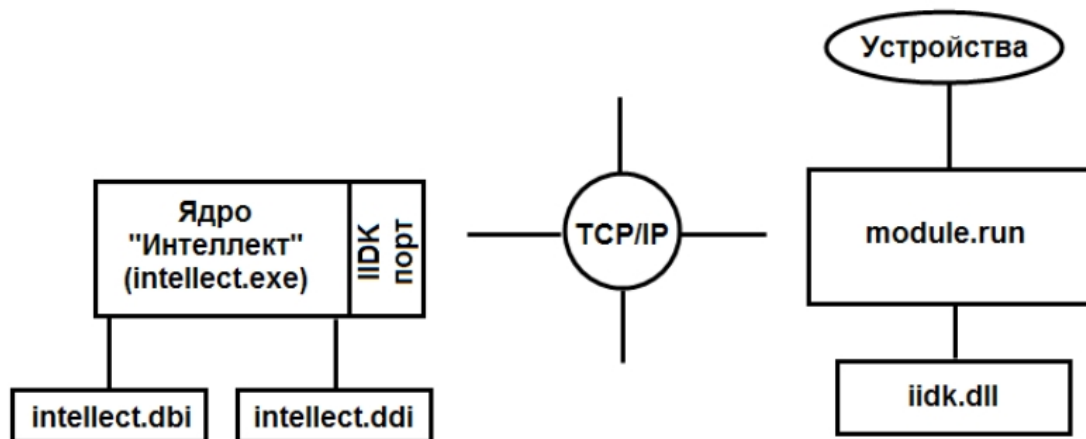 Устройства
Ядро
"Интеллект"
(intellect.exe)
IIDK
порт
TCP/IP
module.run
intellect.dbi
intellect.ddi
iidk.dll